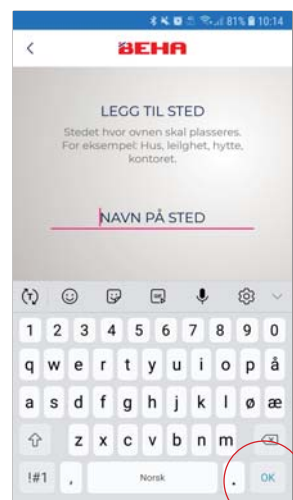 81% 10:14
BEHA
LEGG TIL STED
Stedet hvor ovnen skal plasseres.
For eksempel: Hus, leilighet, hytte,
kontoret.
NAVN PÅ STED
GIF
1 2 3 4 5 6 7 8 9 0
q w e r t y u i o p å
a s d f g h j k l ø æ
z x c v b n m
!#1 , Norsk . OK